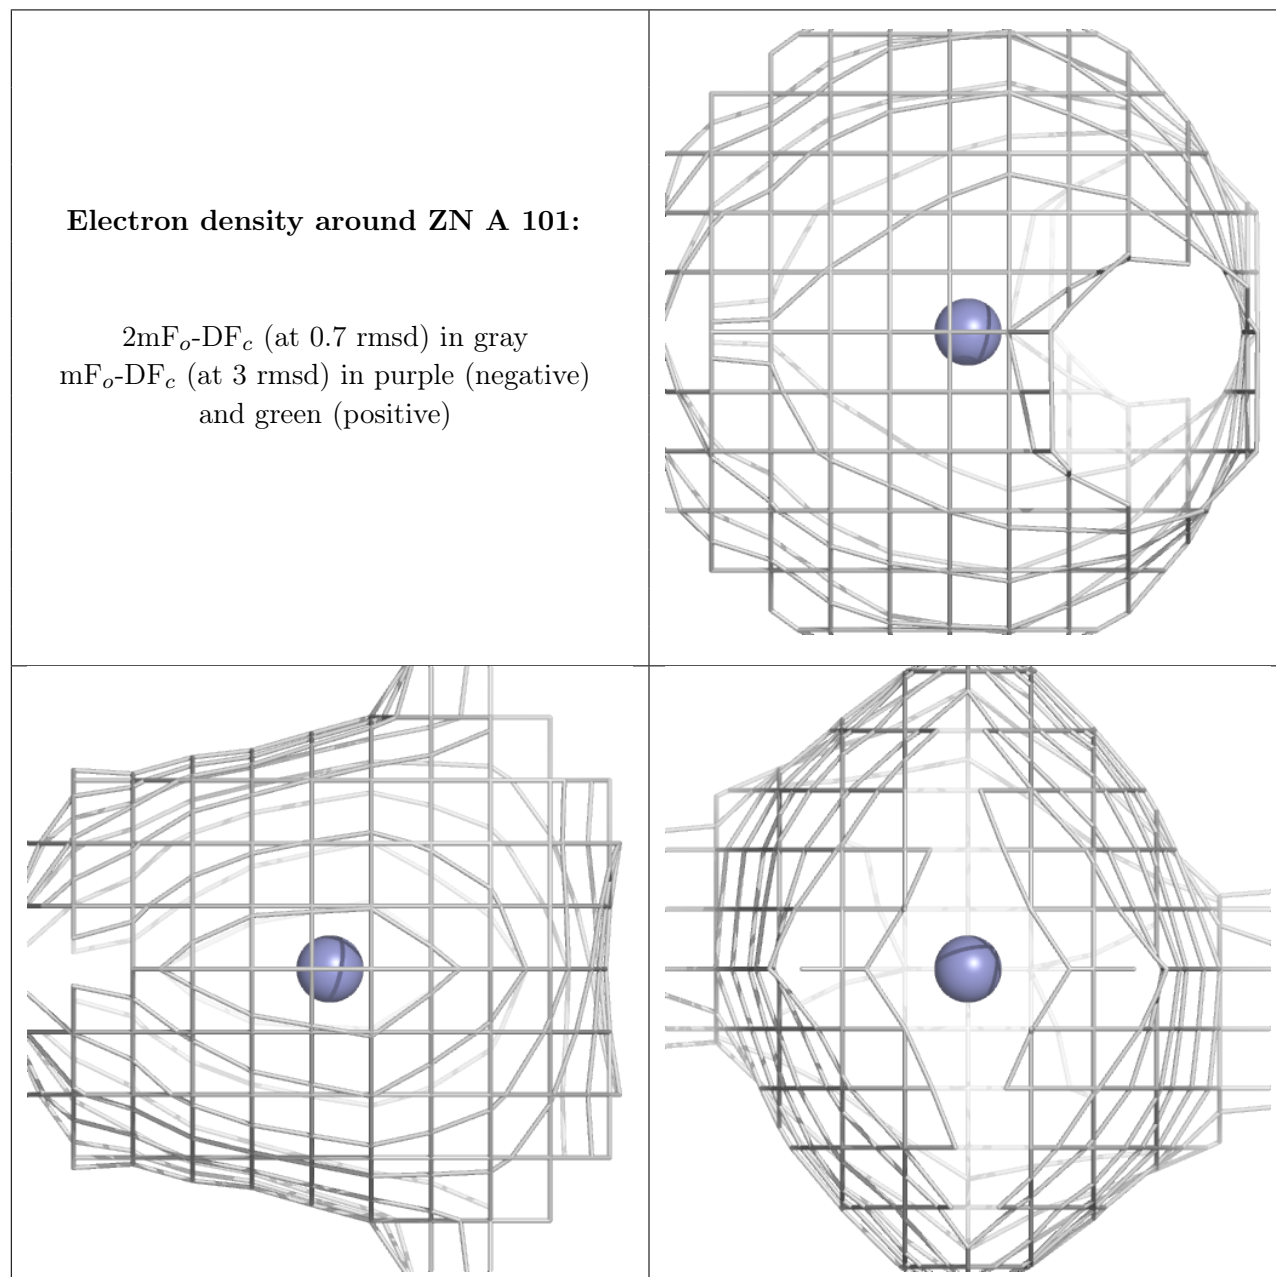 Electron density around ZN A 101:
2mFo-DFc (at 0.7 rmsd) in gray
mFo-DFc (at 3 rmsd) in purple (negative)
and green (positive)